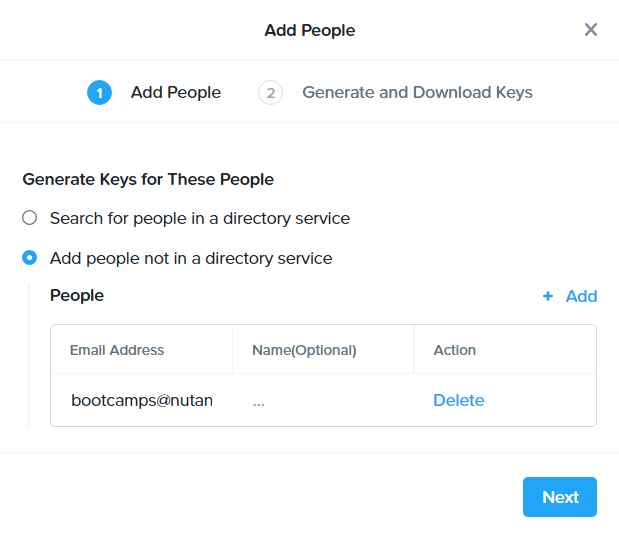 Add People
1 Add People 2 Generate and Download Keys
Generate Keys for These People
Search for people in a directory service
Add people not in a directory service
People + Add
Email Address Name(Optional) Action
bootcamps@nutan ... Delete
Next